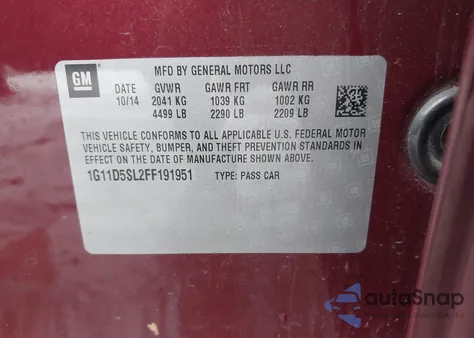 GM
MFD BY GENERAL MOTORS LLC
DATE GVWR GAWR FRT GAWR RR
10/14 2041 KG 1039 KG 1002 KG
4499 LB 2290 LB 2209 LB
THIS VEHICLE CONFORMS TO ALL APPLICABLE U.S. FEDERAL MOTOR
VEHICLE SAFETY, BUMPER, AND THEFT PREVENTION STANDARDS IN
EFFECT ON THE DATE OF MANUFACTURE SHOWN ABOVE.
1G11D5SL2FF191951 TYPE: PASS CAR
autoSnap